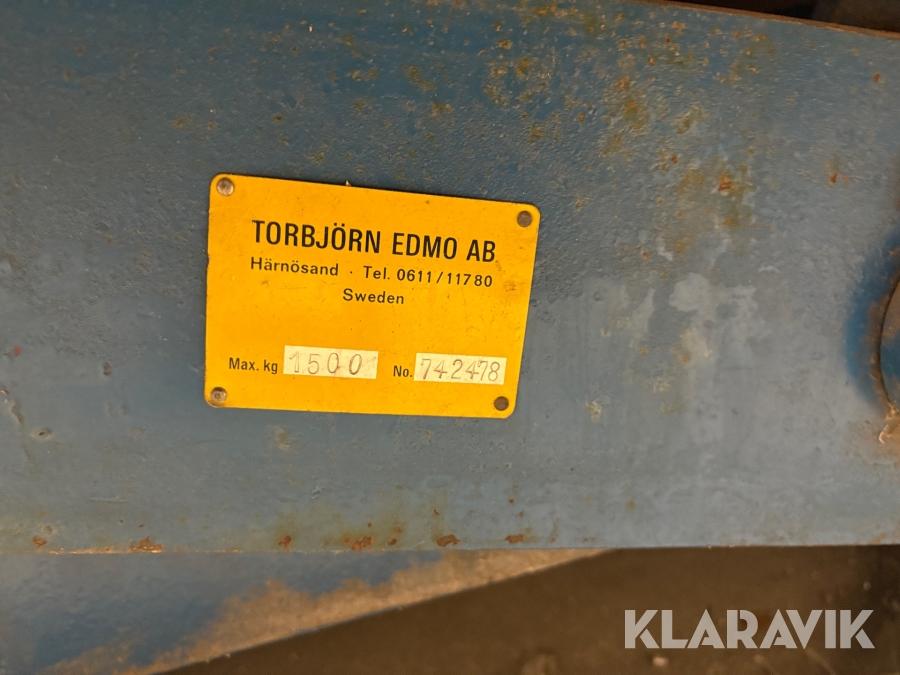 TORBJÖRN EDMO AB
Härnösand · Tel. 0611/11780
Sweden
Max. kg 1500 No. 742478
KLARAVIK